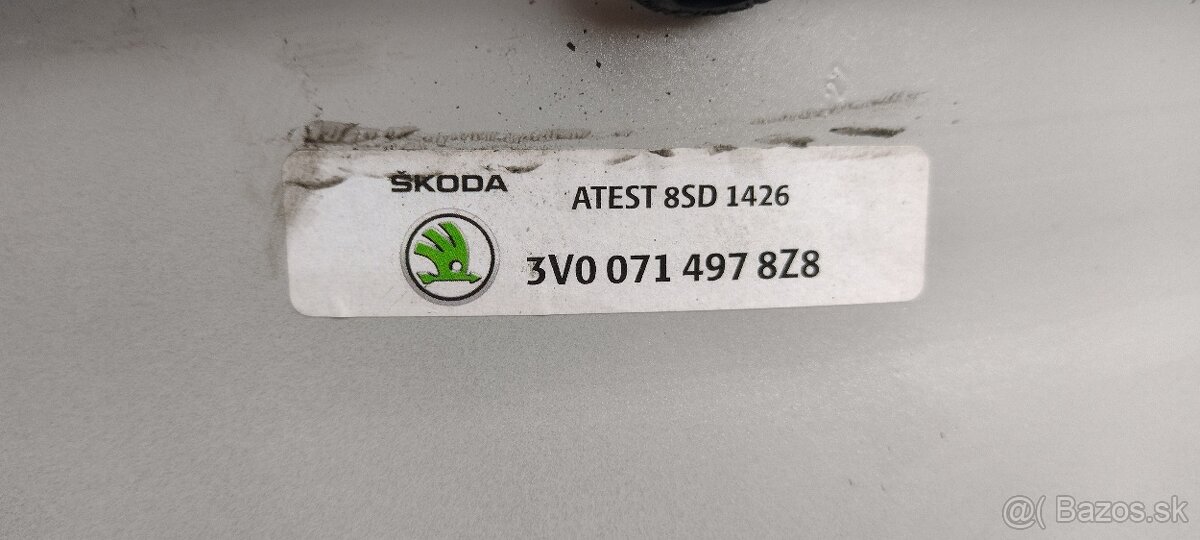 ŠKODA
ATEST 8SD 1426
3V0 071 497 8Z8
@( Bazos.sk